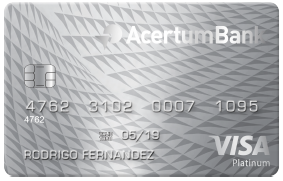 AcertumBank
4762 3102 0007 1095
4762
05/19
VISA
RODRIGO FERNANDEZ
Platinum